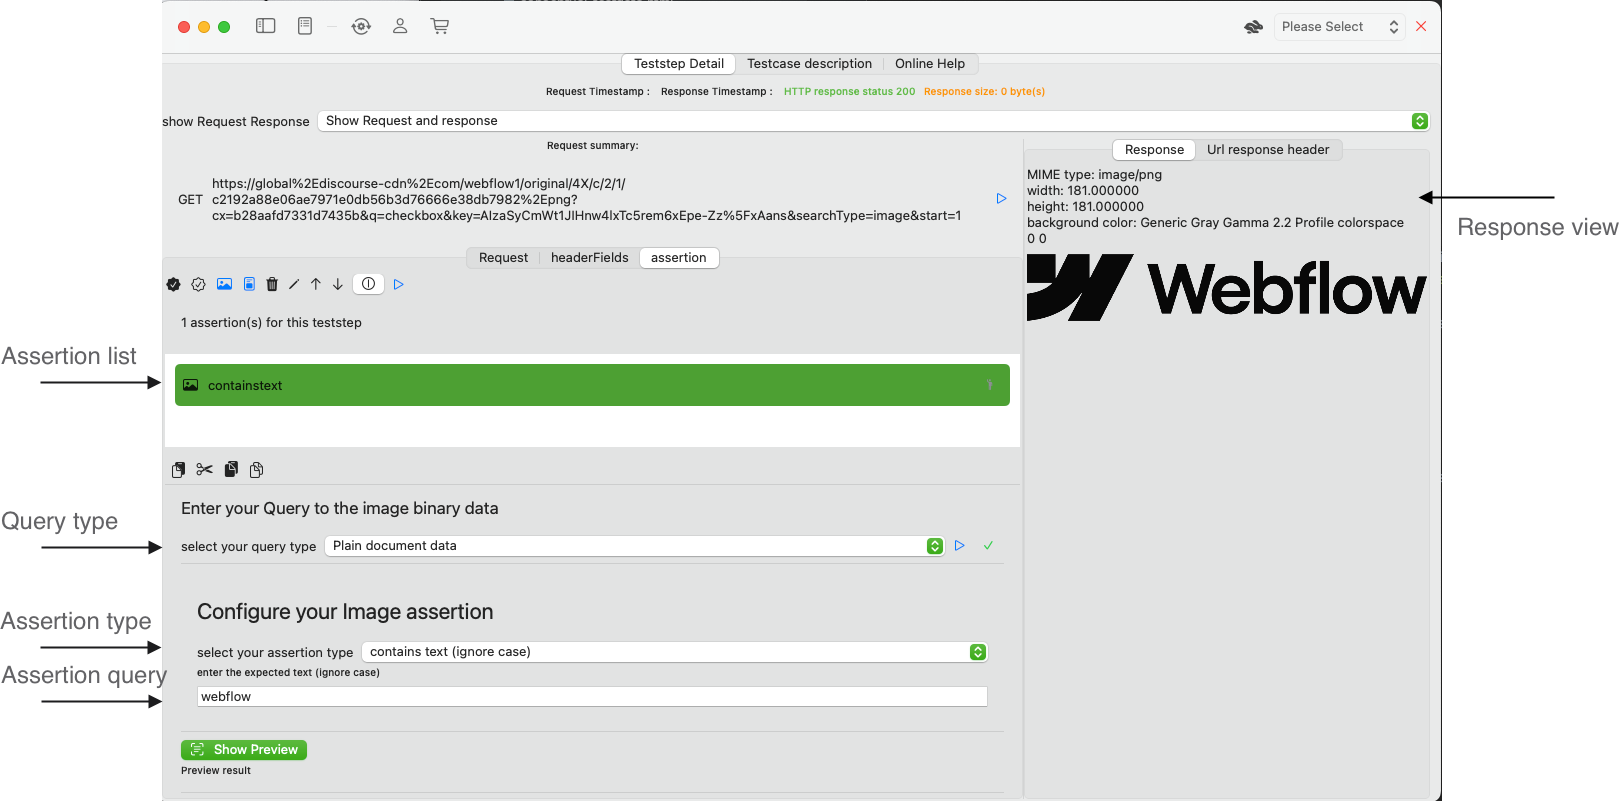 Please Select
Teststep Detail
Testcase description
Online Help
Request Timestamp :
Response Timestamp :
HTTP response status 200
Response size: 0 byte(s)
show Request Response
Show Request and response
Request summary:
GET
https://global%2Ediscourse-cdn%2Ecom/webflow1/original/4X/c/2/1/
c2192a88e06ae7971e0db56b3d76666e38db7982%2Epng?
cx=b28aafd7331d7435b&q=checkbox&key=AIzaSyCmWt1JIHnw4lxTc5rem6xEpe-Zz%5FxAans&searchType=image&start=1
Response
Url response header
MIME type: image/png
width: 181.000000
height: 181.000000
background color: Generic Gray Gamma 2.2 Profile colorspace
0 0
Webflow
Response view
Request
headerFields
assertion
1 assertion(s) for this teststep
Assertion list
containstext
Enter your Query to the image binary data
Query type
select your query type
Plain document data
Configure your Image assertion
Assertion type
select your assertion type
contains text (ignore case)
Assertion query
enter the expected text (ignore case)
webflow
Show Preview
Preview result